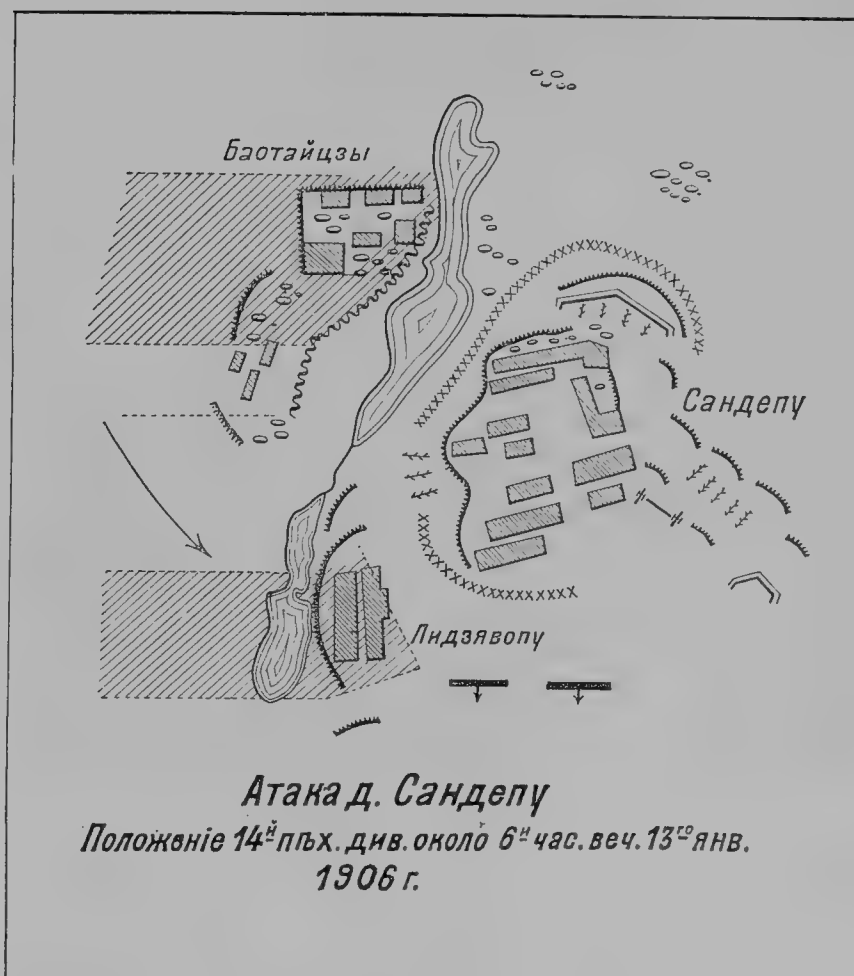 Баотайцзы
Сандепу
Лидзявопу
Атака д. Сандепу
Положеніе 14й пѣх. див. около 6и час. веч. 13го янв.
1906 г.